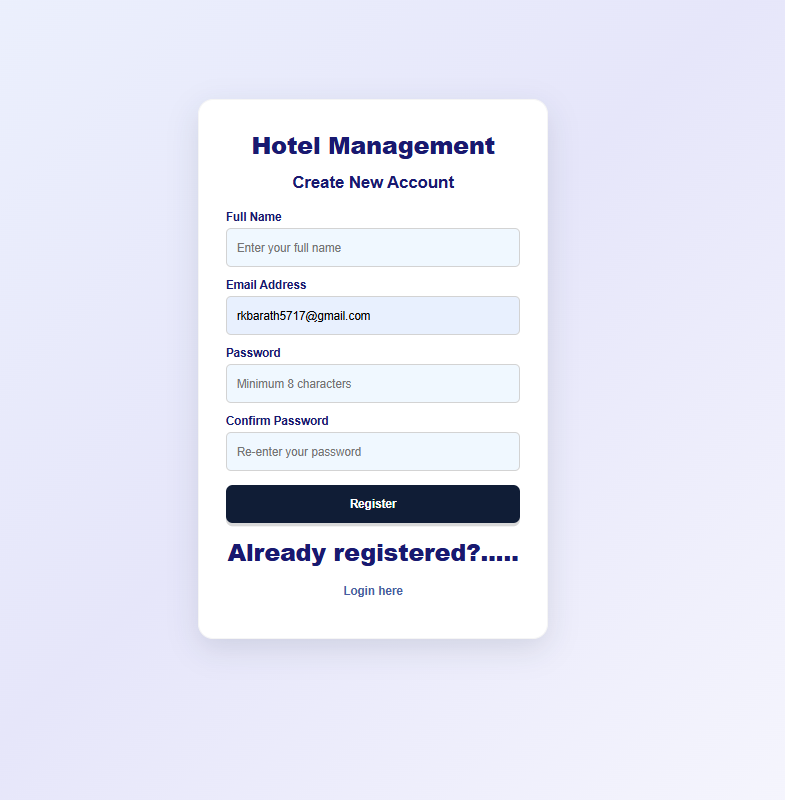 Hotel Management
Create New Account
Full Name
Enter your full name
Email Address
rkbarath5717@gmail.com
Password
Minimum 8 characters
Confirm Password
Re-enter your password
Register
Already registered?.....
Login here